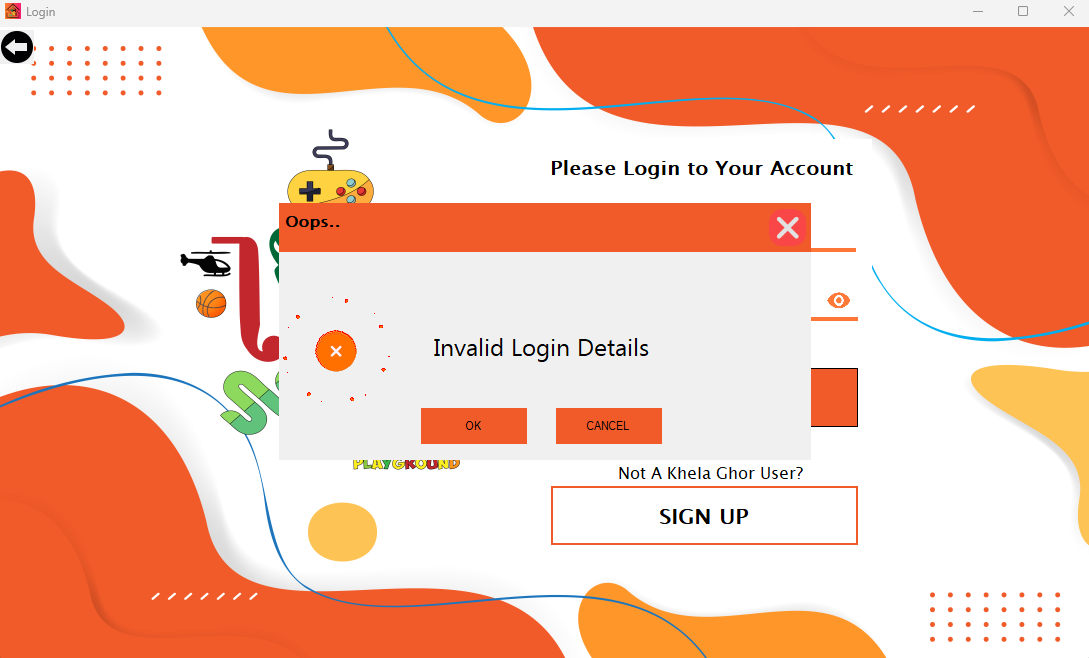 Login
Please Login to Your Account
Oops..
Invalid Login Details
OK
CANCEL
PLAYGROUND
Not A Khela Ghor User?
SIGN UP